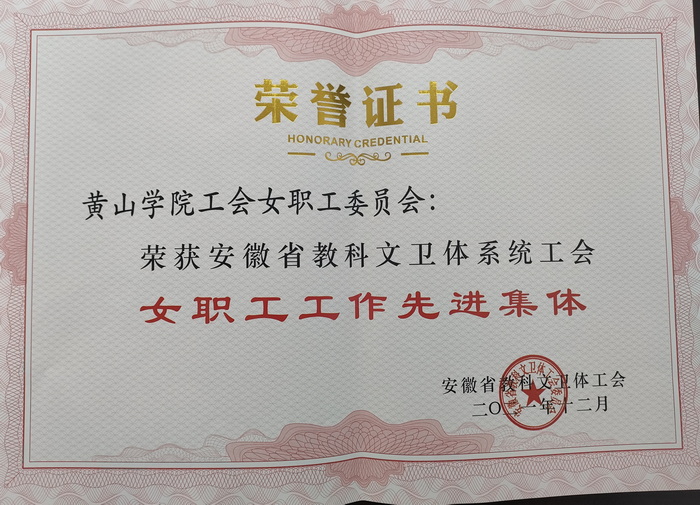 荣誉证书
HONORARY CREDENTIAL
黄山学院工会女职工委员会：
荣获安徽省教科文卫体系统工会
女职工工作先进集体
安徽省教科文卫体工会
二〇二一年十二月